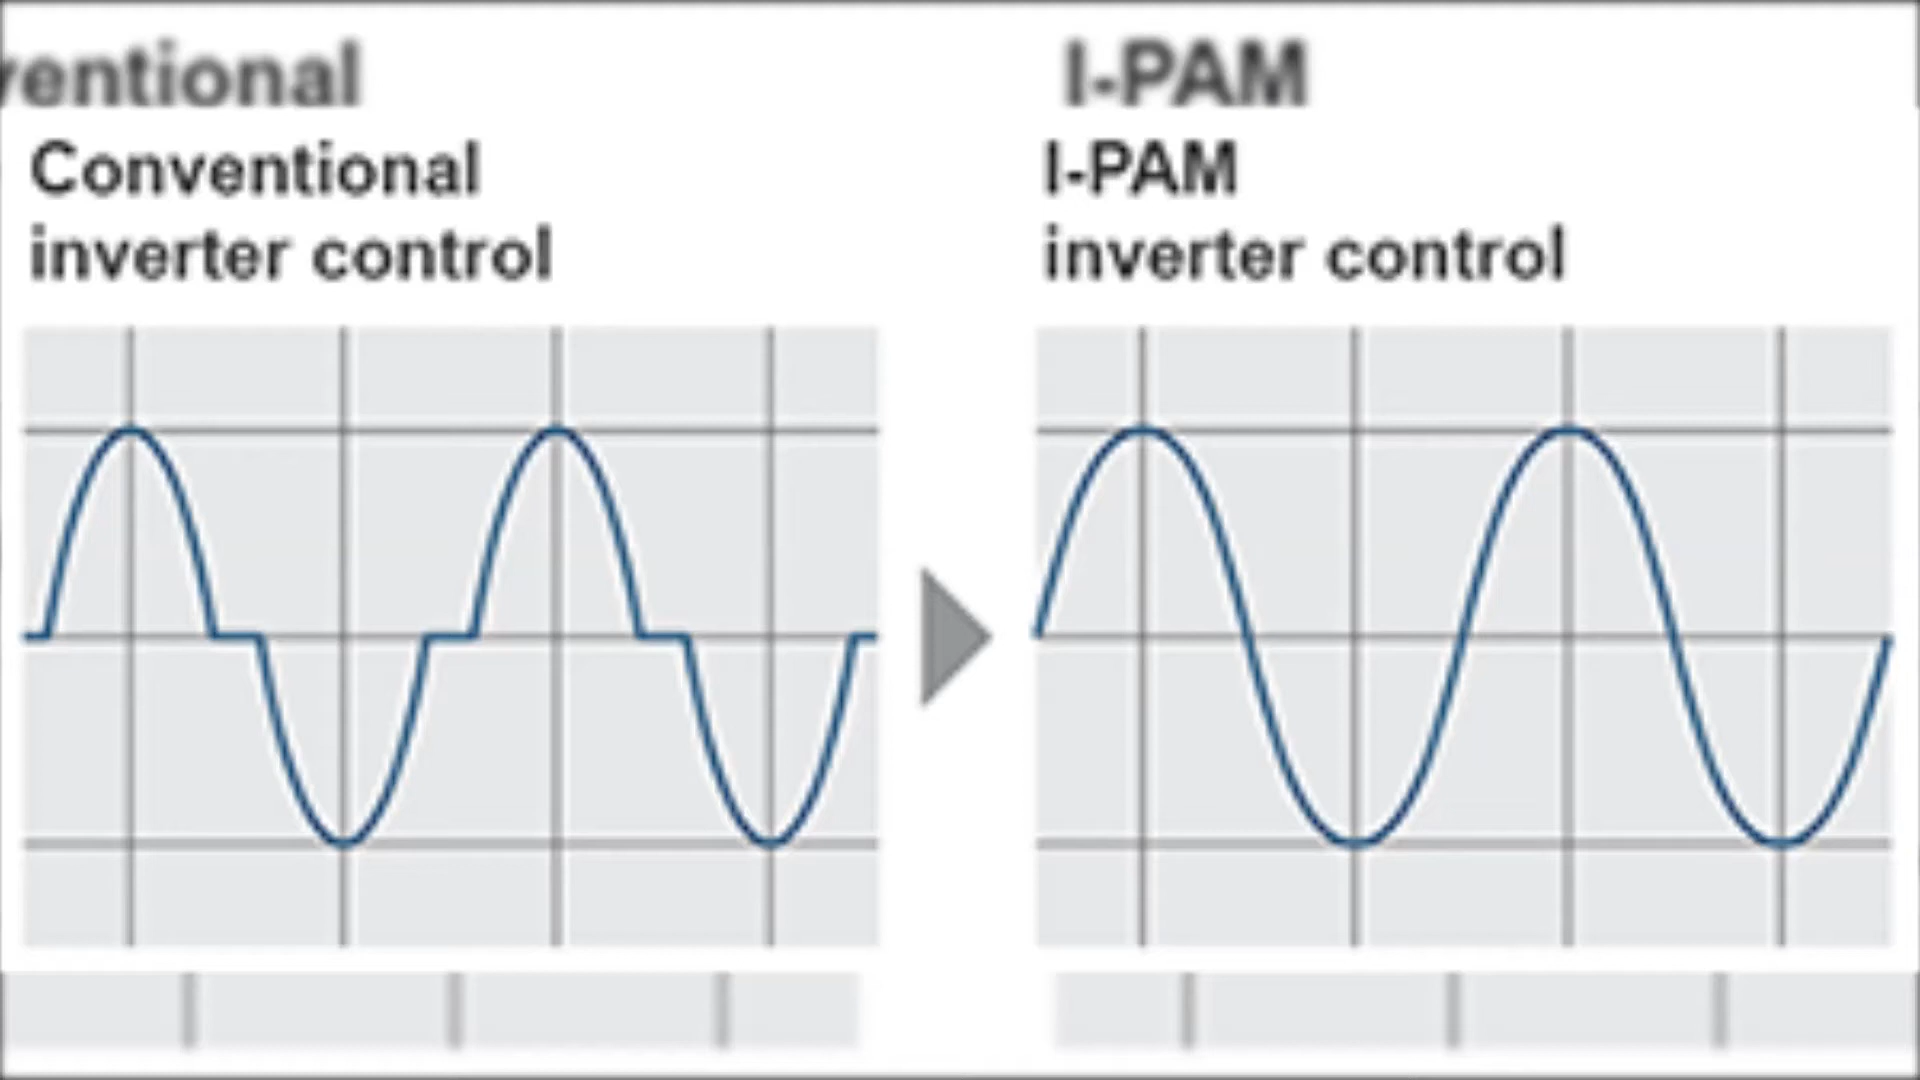 ventional
I-PAM
Conventional
inverter control
I-PAM
inverter control